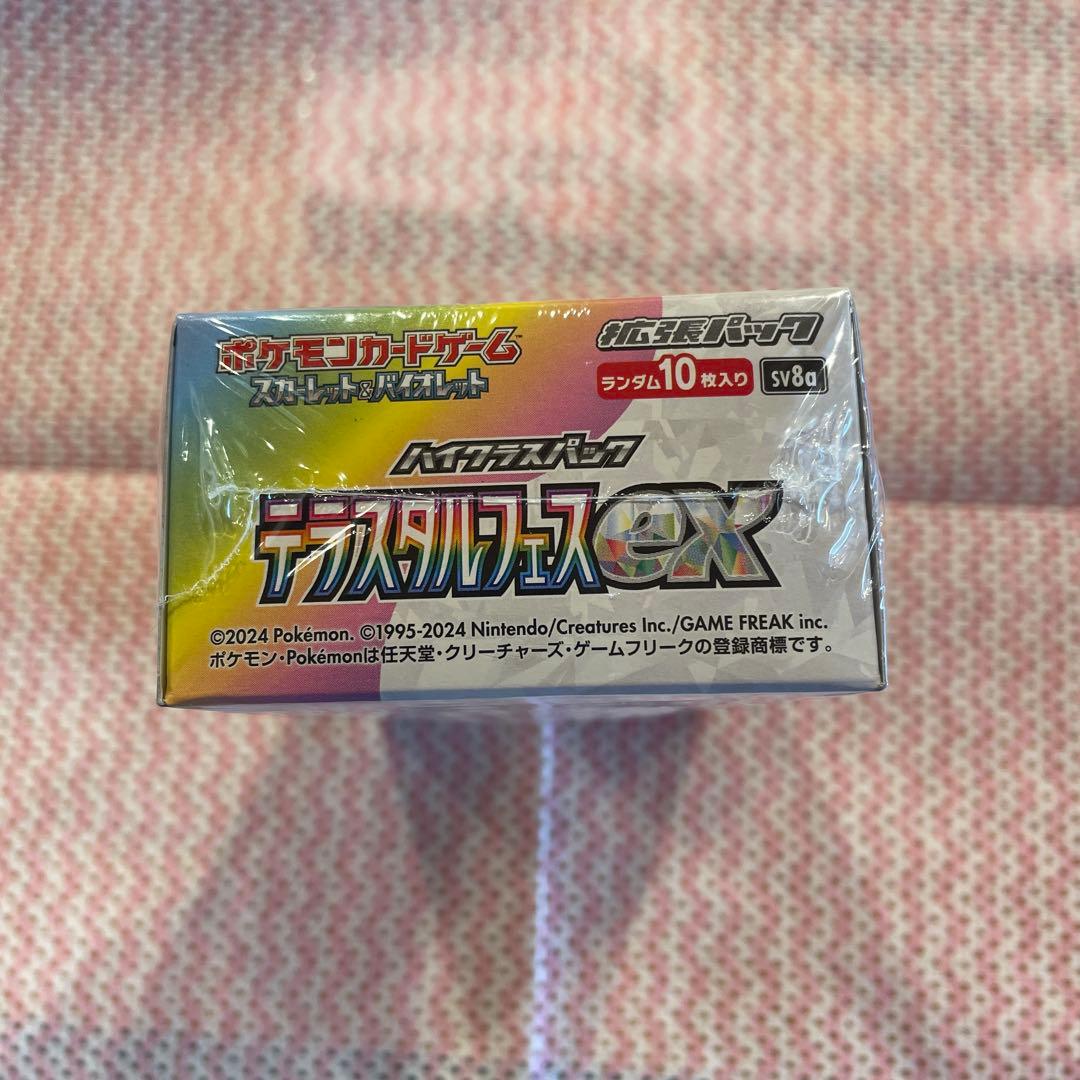 ポケモンカードゲーム™
スカーレット&バイオレット
拡張パック
ランダム10枚入り
SV8a
ハイクラスパック
テラスタルフェスex
©2024 Pokémon. ©1995-2024 Nintendo/Creatures Inc./GAME FREAK inc.
ポケモン・Pokémonは任天堂・クリーチャーズ・ゲームフリークの登録商標です。